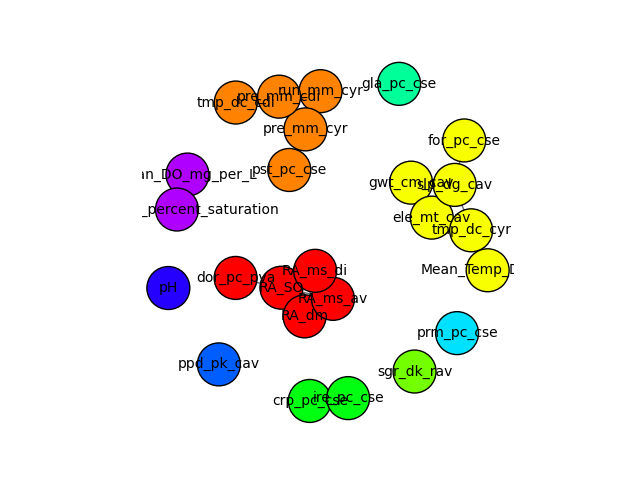 gla_pc_cse
run_mm_cyr
pre_mm_cdi
tmp_dc_cdi
pre_mm_cyr
for_pc_cse
pst_pc_cse
an_DO_mg_per_L
gwt_cm_cav
slp_dg_cav
_percent_saturation
ele_mt_cav
tmp_dc_cyr
RA_ms_di
Mean_Temp_D
dor_pc_pva
pH
RA_SO
RA_ms_av
RA_dm
prm_pc_cse
ppd_pk_cav
sgr_dk_rav
crp_pc_cse
ire_pc_cse